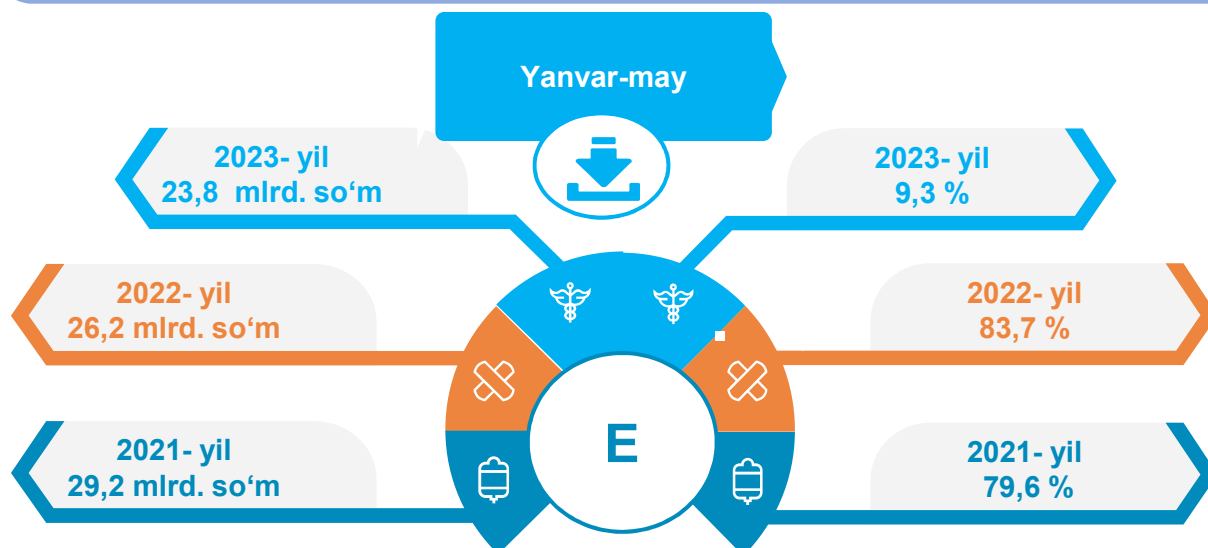 Yanvar-may
2023- yil
23,8 mlrd. so‘m
2023- yil
9,3 %
2022- yil
26,2 mlrd. so‘m
2022- yil
83,7 %
2021- yil
29,2 mlrd. so‘m
E
2021- yil
79,6 %